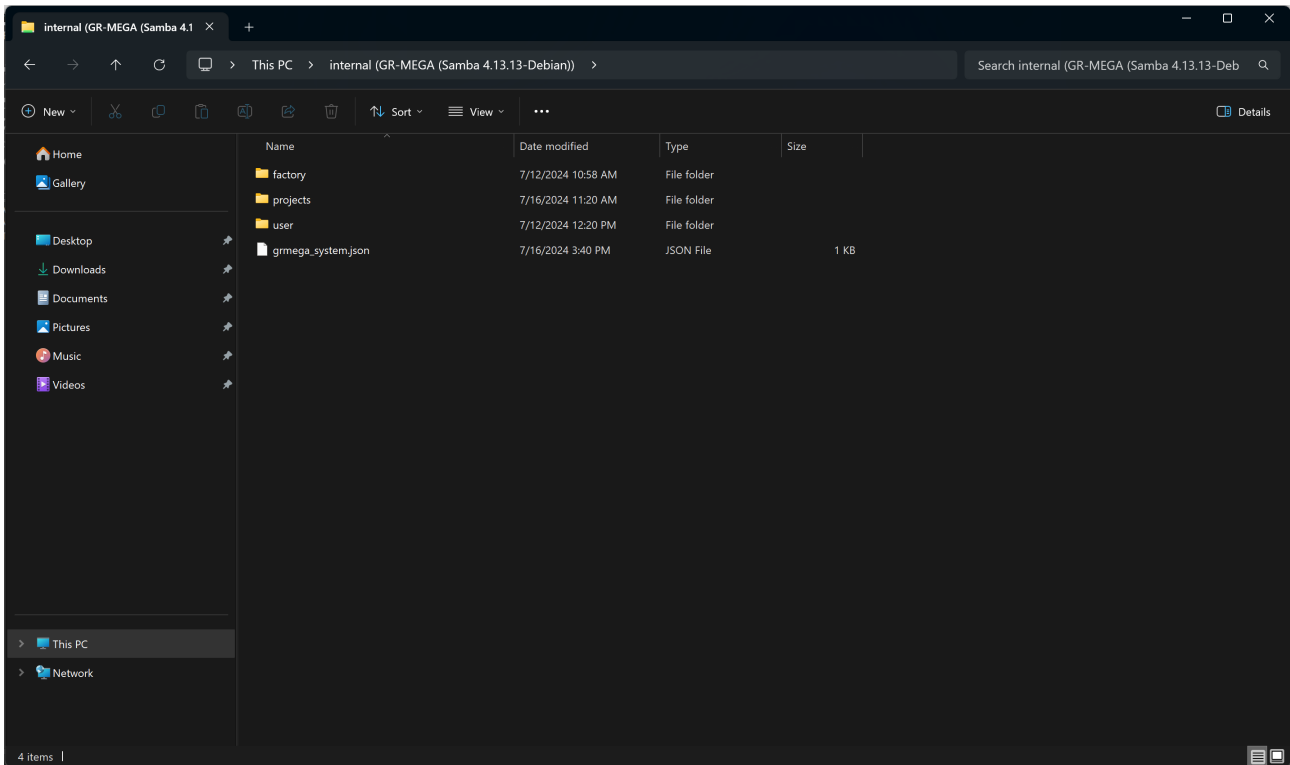 internal (GR-MEGA (Samba 4.1
This PC > internal (GR-MEGA (Samba 4.13.13-Debian)) >
Search internal (GR-MEGA (Samba 4.13.13-Deb
New Sort View ... Details
Name Date modified Type Size
factory 7/12/2024 10:58 AM File folder
projects 7/16/2024 11:20 AM File folder
user 7/12/2024 12:20 PM File folder
grmega_system.json 7/16/2024 3:40 PM JSON File 1 KB
Home
Gallery
Desktop
Downloads
Documents
Pictures
Music
Videos
This PC
Network
4 items